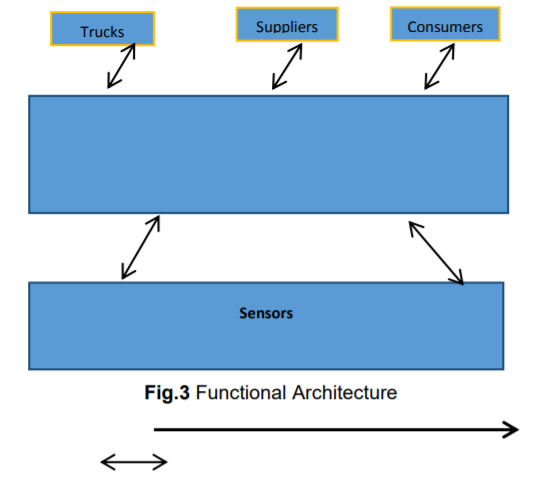 Trucks
Suppliers
Consumers
Sensors
Fig.3 Functional Architecture